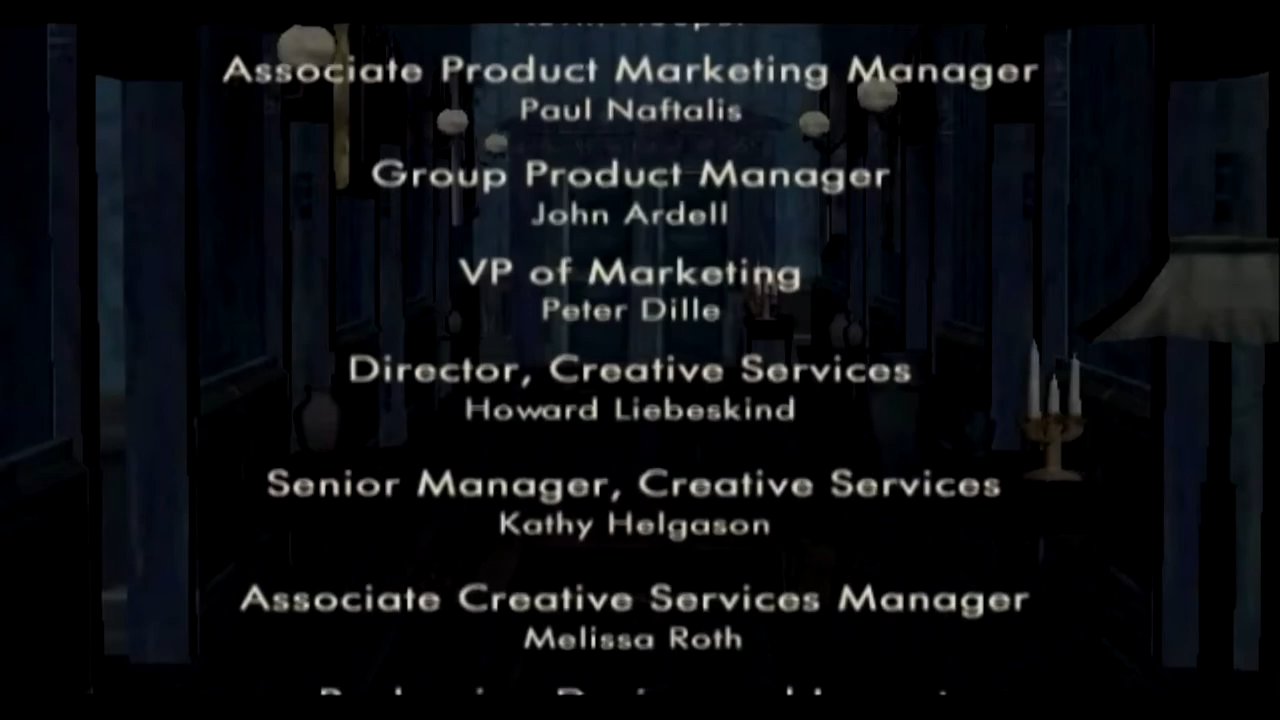 Associate Product Marketing Manager
Paul Naftalis
Group Product Manager
John Ardell
VP of Marketing
Peter Dille
Director, Creative Services
Howard Liebeskind
Senior Manager, Creative Services
Kathy Helgason
Associate Creative Services Manager
Melissa Roth